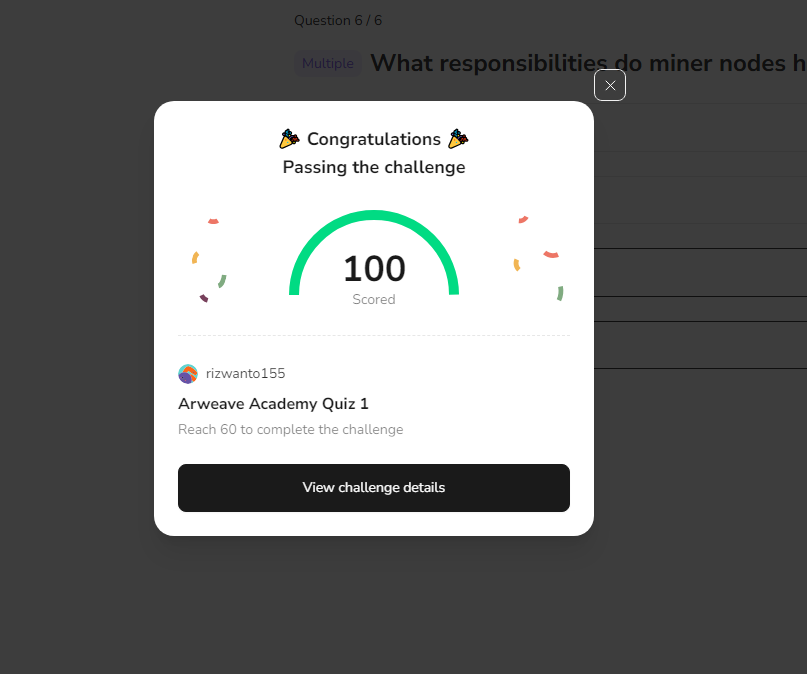 Question 6 / 6
Multiple What responsibilities do miner nodes h
Congratulations
Passing the challenge
100
Scored
rizwanto155
Arweave Academy Quiz 1
Reach 60 to complete the challenge
View challenge details